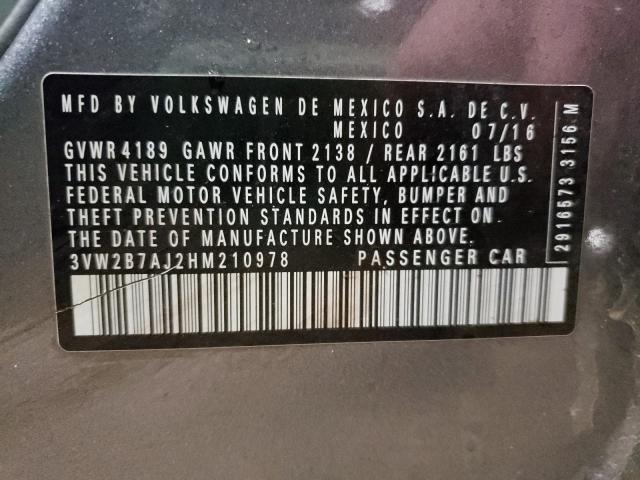 MFD BY VOLKSWAGEN DE MEXICO S.A. DE C.V.
MEXICO 07/16
GVWR 4189 GAWR FRONT 2138 / REAR 2161 LBS
THIS VEHICLE CONFORMS TO ALL APPLICABLE U.S.
FEDERAL MOTOR VEHICLE SAFETY, BUMPER AND
THEFT PREVENTION STANDARDS IN EFFECT ON
THE DATE OF MANUFACTURE SHOWN ABOVE.
3VW2B7AJ2HM210978 PASSENGER CAR
2916573 3156 M